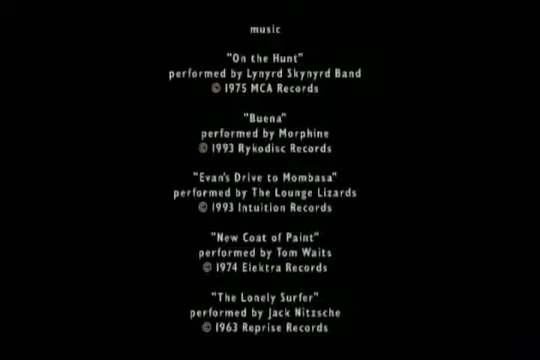 music
"On the Hunt"
performed by Lynyrd Skynyrd Band
© 1975 MCA Records
"Buena"
performed by Morphine
© 1993 Rykodisc Records
"Evan's Drive to Mombasa"
performed by The Lounge Lizards
© 1993 Intuition Records
"New Coat of Paint"
performed by Tom Waits
© 1974 Elektra Records
"The Lonely Surfer"
performed by Jack Nitzsche
© 1963 Reprise Records